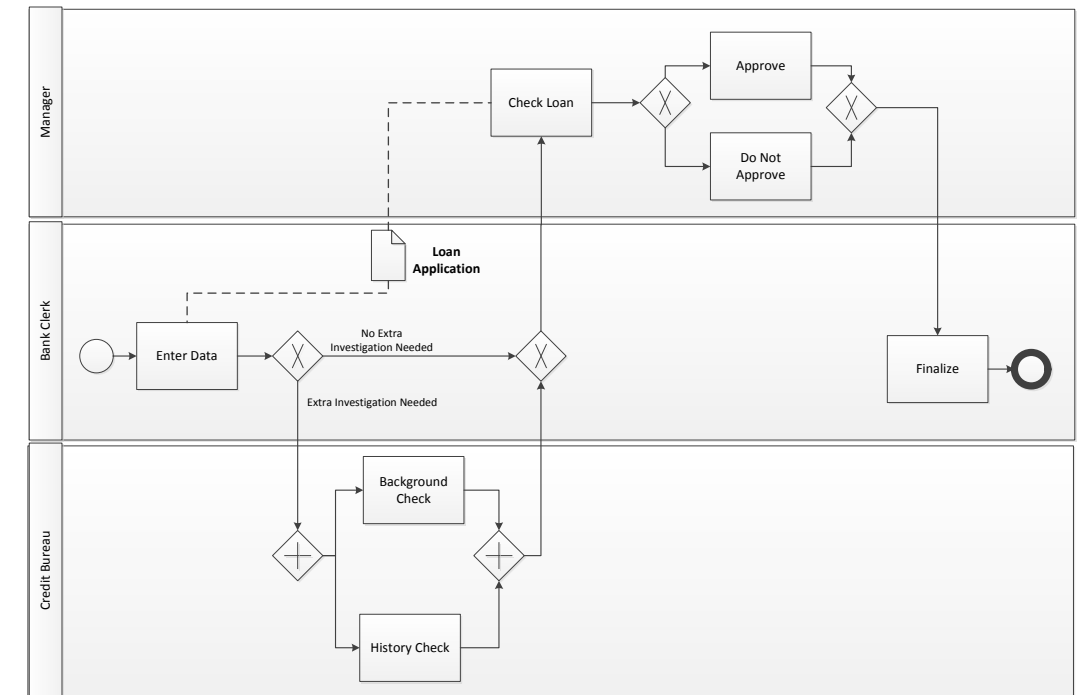 Manager
Check Loan
Approve
Do Not
Approve
Bank Clerk
Loan
Application
Enter Data
No Extra
Investigation Needed
Extra Investigation Needed
Finalize
Credit Bureau
Background
Check
History Check